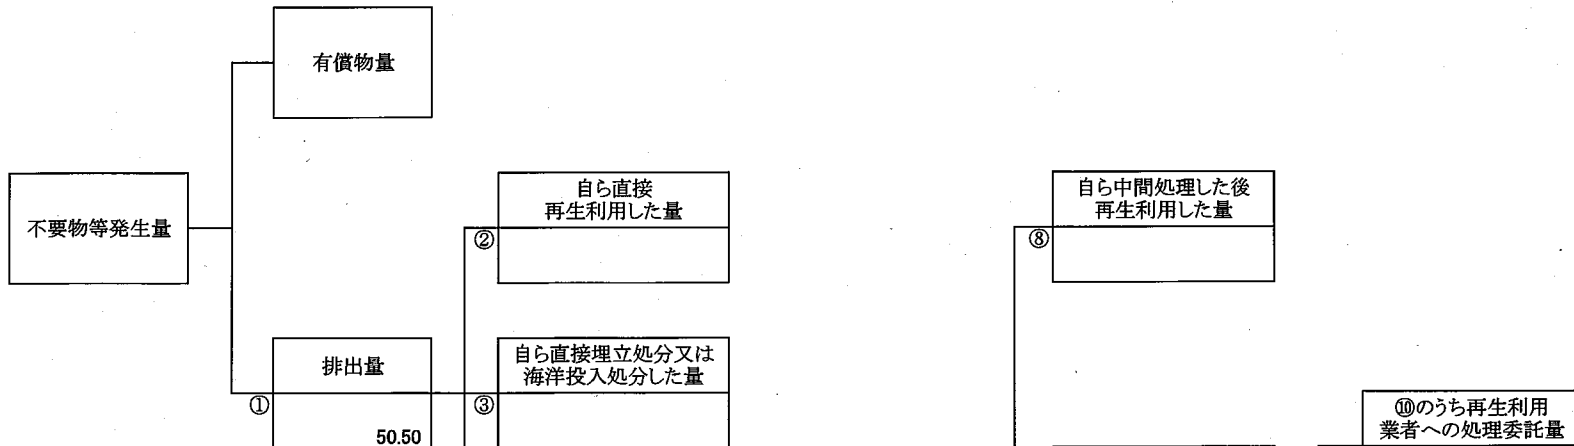 有償物量
不要物等発生量
自ら直接
再生利用した量
②
自ら中間処理した後
再生利用した量
⑧
排出量
①
50.50
自ら直接埋立処分又は
海洋投入処分した量
③
⑩のうち再生利用
業者への処理委託量